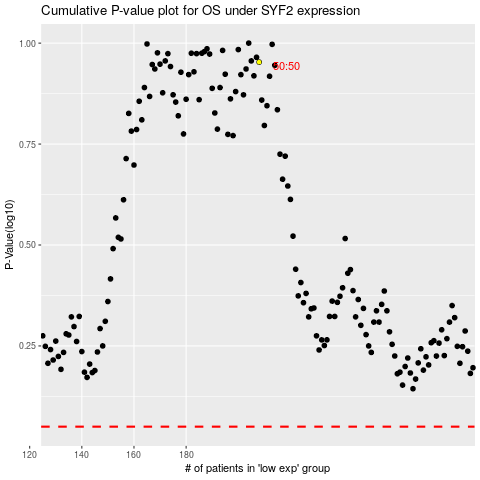 Cumulative P-value plot for OS under SYF2 expression
1.00
50:50
0.75
P-Value(log10)
0.50
0.25
120 140 160 180
# of patients in 'low exp' group